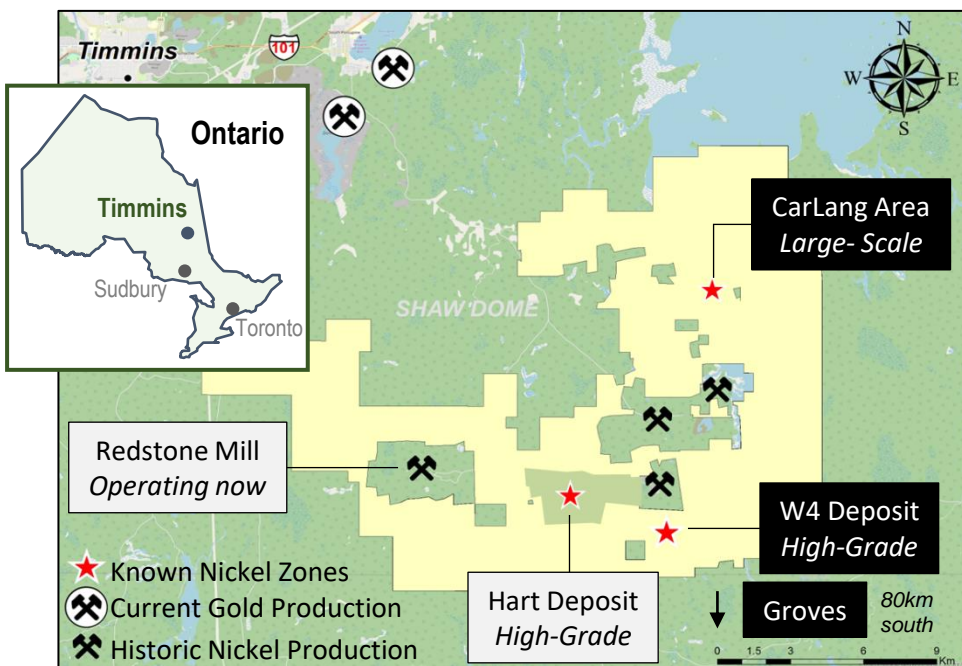 Timmins
101
N
W E
S
Ontario
Timmins
Sudbury
Toronto
CarLang Area
Large- Scale
SHAW DOME
Redstone Mill
Operating now
W4 Deposit
High-Grade
Hart Deposit
High-Grade
Known Nickel Zones
Current Gold Production
Historic Nickel Production
Groves
80km
south
0 1.5 3 6 9
Km